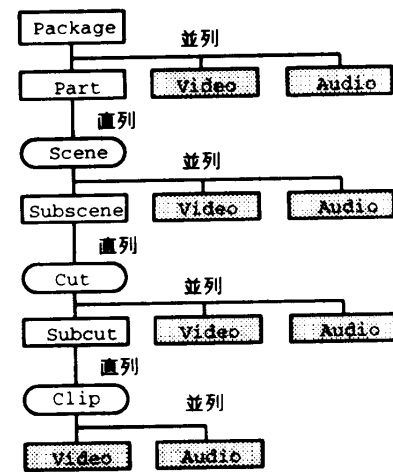 Package
並列
Part Video Audio
直列
Scene
並列
Subscene Video Audio
直列
Cut
並列
Subcut Video Audio
直列
Clip
並列
Video Audio